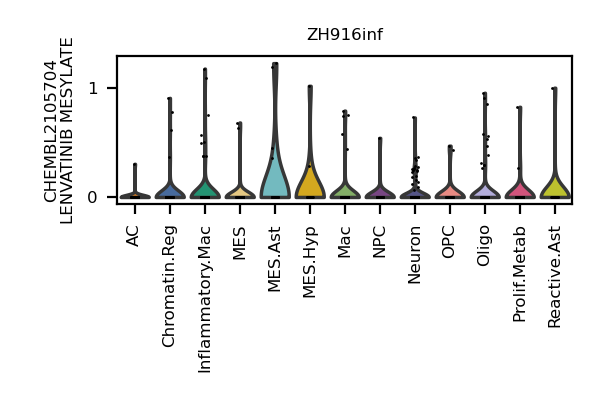 ZH916inf
CHEMBL2105704
LENVATINIB MESYLATE
1
0
AC
Chromatin.Reg
Inflammatory.Mac
MES
MES.Ast
MES.Hyp
Mac
NPC
Neuron
OPC
Oligo
Prolif.Metab
Reactive.Ast